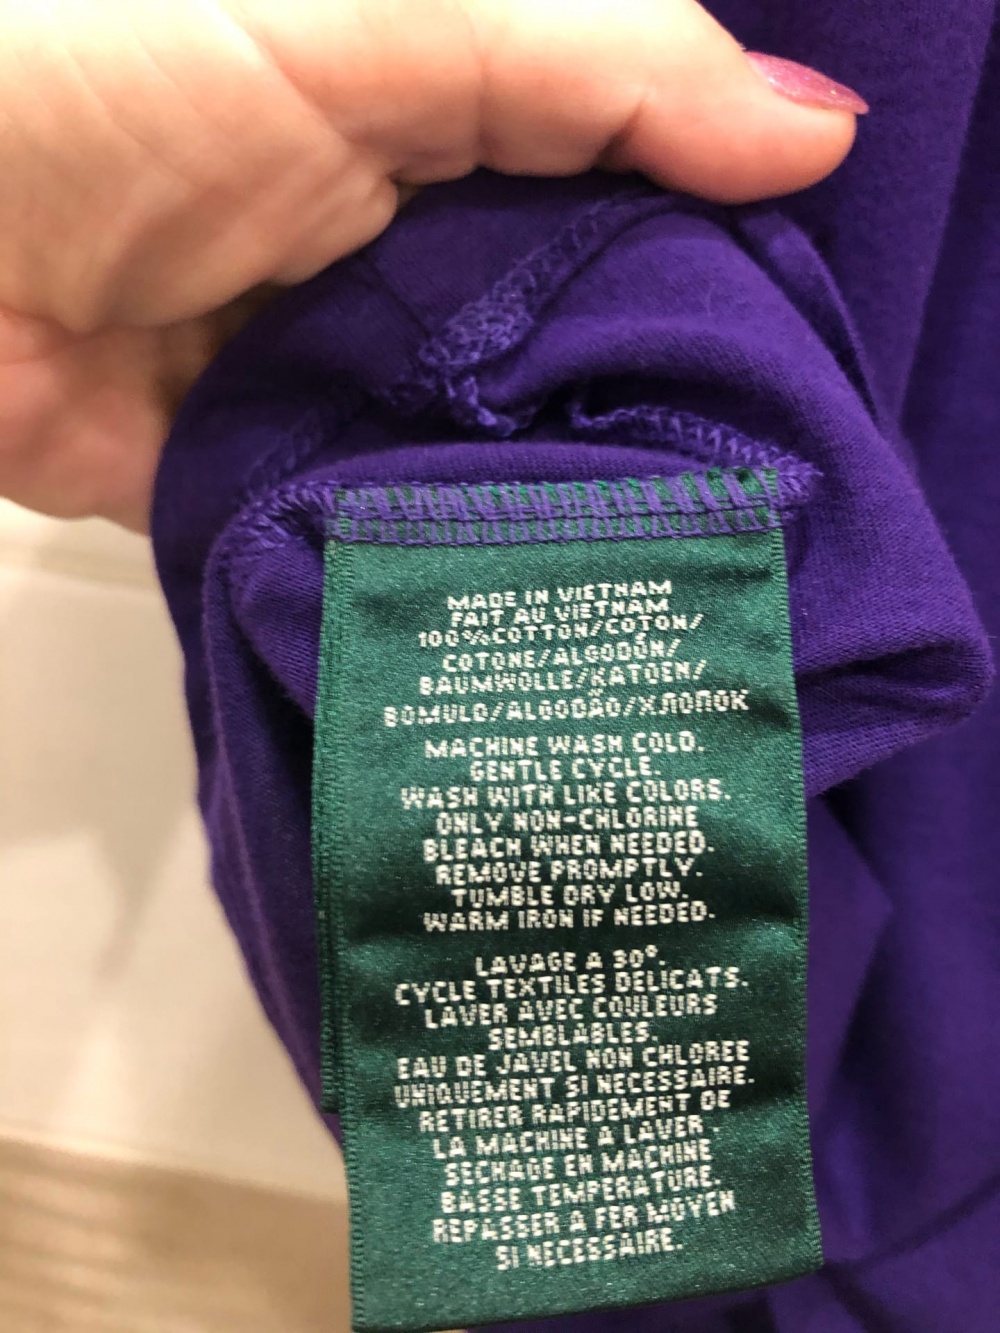 MADE IN VIETNAM
FAIT AU VIETNAM
100%COTTON/COTON/
COTONE/ALGODÓN/
BAUMWOLLE/KATOEN/
BOMULD/ALGODÃO/ХЛОПОК
MACHINE WASH COLD.
GENTLE CYCLE.
WASH WITH LIKE COLORS.
ONLY NON-CHLORINE
BLEACH WHEN NEEDED.
REMOVE PROMPTLY.
TUMBLE DRY LOW.
WARM IRON IF NEEDED.
LAVAGE A 30°.
CYCLE TEXTILES DELICATS.
LAVER AVEC COULEURS
SEMBLABLES.
EAU DE JAVEL NON CHLOREE
UNIQUEMENT SI NECESSAIRE.
RETIRER RAPIDEMENT DE
LA MACHINE A LAVER.
SECHAGE EN MACHINE
BASSE TEMPERATURE.
REPASSER A FER MOYEN
SI NECESSAIRE.